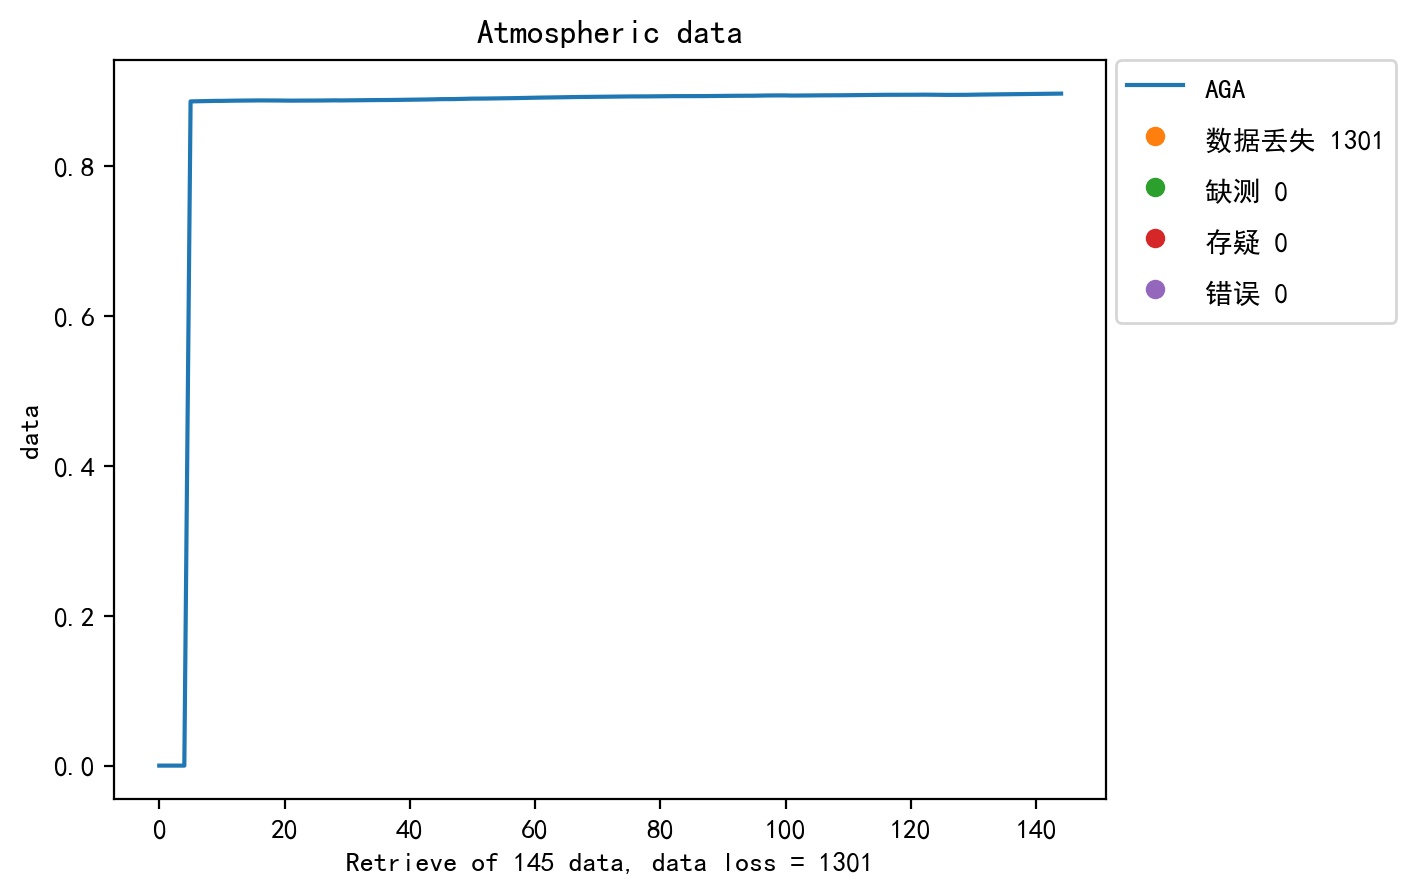 Atmospheric data
AGA
数据丢失 1301
缺测 0
存疑 0
错误 0
data
0.8
0.6
0.4
0.2
0.0
0 20 40 60 80 100 120 140
Retrieve of 145 data, data loss = 1301